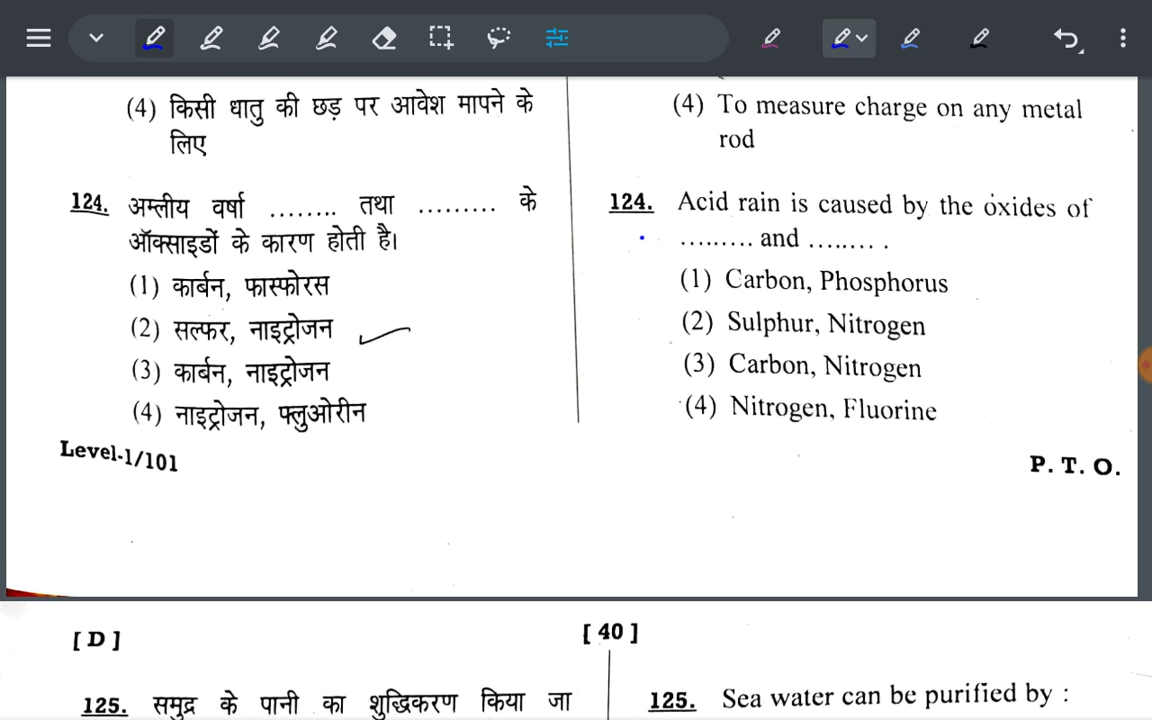 (4) किसी धातु की छड़ पर आवेश मापने के
लिए
124. अम्लीय वर्षा ........ तथा ......... के
ऑक्साइडों के कारण होती है।
(1) कार्बन, फास्फोरस
(2) सल्फर, नाइट्रोजन
(3) कार्बन, नाइट्रोजन
(4) नाइट्रोजन, फ्लुओरीन
Level-1/101
(4) To measure charge on any metal
rod
124. Acid rain is caused by the oxides of
......... and ........ .
(1) Carbon, Phosphorus
(2) Sulphur, Nitrogen
(3) Carbon, Nitrogen
(4) Nitrogen, Fluorine
P. T. O.
[ D ]
[ 40 ]
125. समुद्र के पानी का शुद्धिकरण किया जा
125. Sea water can be purified by :